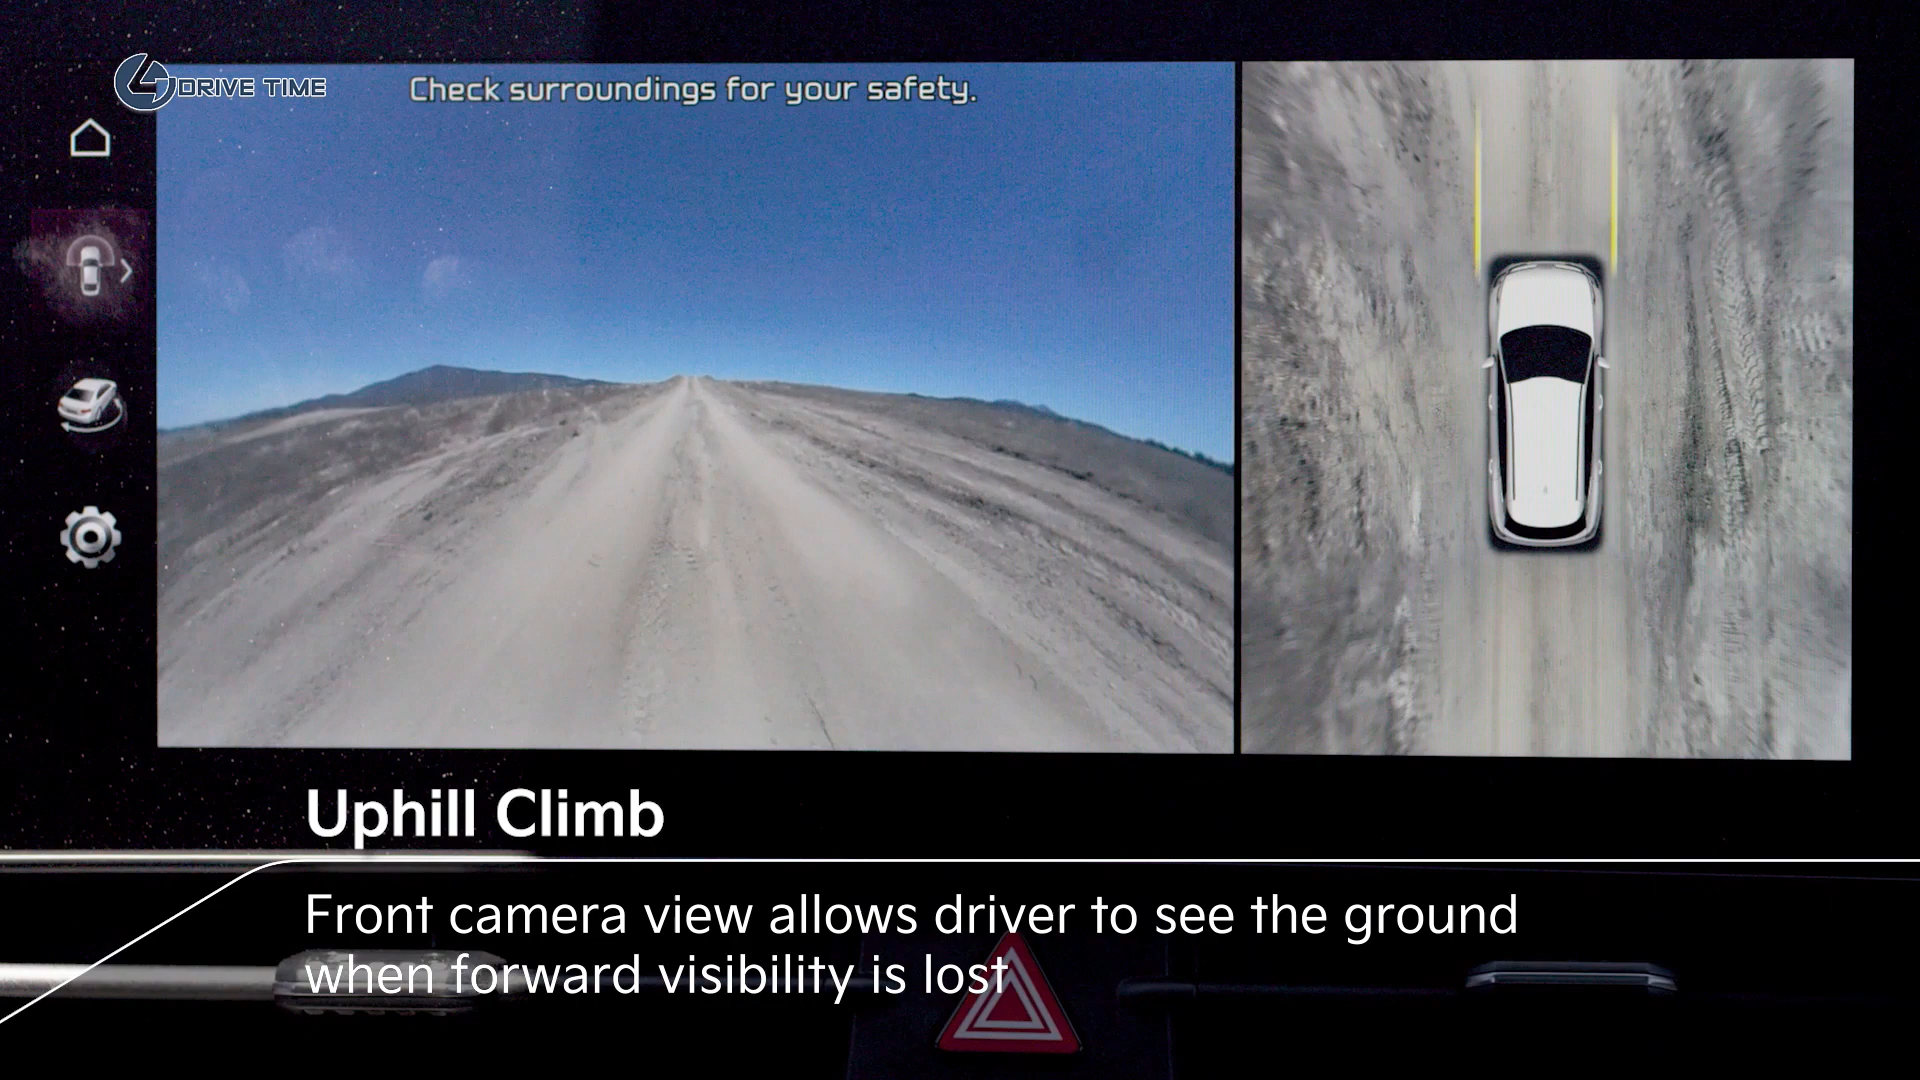 DRIVE TIME
Check surroundings for your safety.
Uphill Climb
Front camera view allows driver to see the ground
when forward visibility is lost